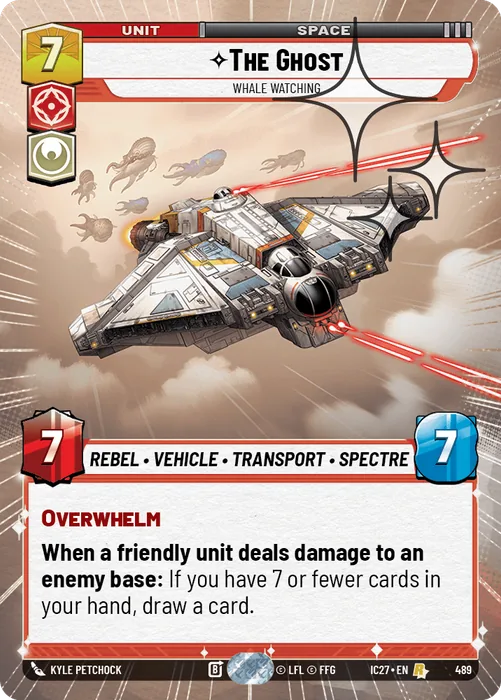 UNIT SPACE
7
✧THE GHOST
WHALE WATCHING
7 7
REBEL • VEHICLE • TRANSPORT • SPECTRE
OVERWHELM
When a friendly unit deals damage to an
enemy base: If you have 7 or fewer cards in
your hand, draw a card.
KYLE PETCHOCK B © LFL © FFG IC27 • EN R 489